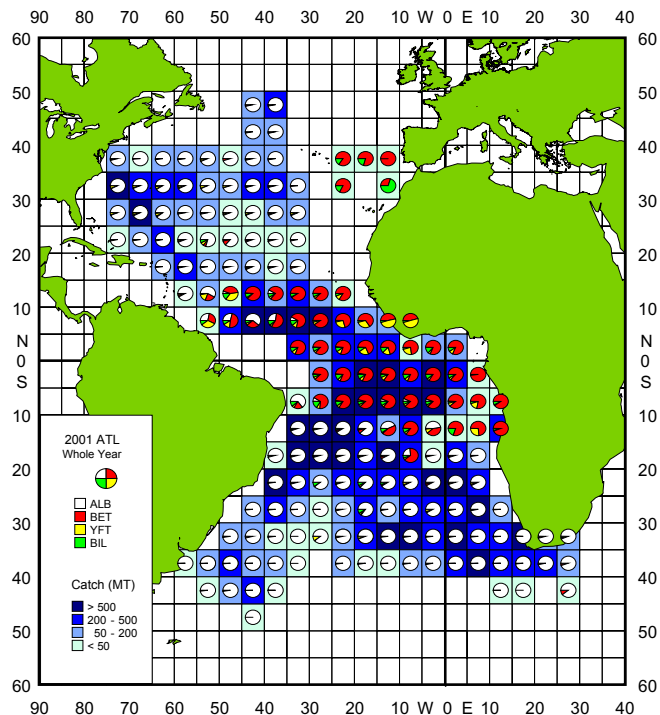 90 80 70 60 50 40 30 20 10 W 0 E 10 20 30 40
60 60
50 50
40 40
30 30
20 20
10 10
N N
0 0
S S
10 10
20 20
30 30
40 40
50 50
60 60
2001 ATL
Whole Year
ALB
BET
YFT
BIL
Catch (MT)
> 500
200 - 500
50 - 200
< 50
90 80 70 60 50 40 30 20 10 W 0 E 10 20 30 40